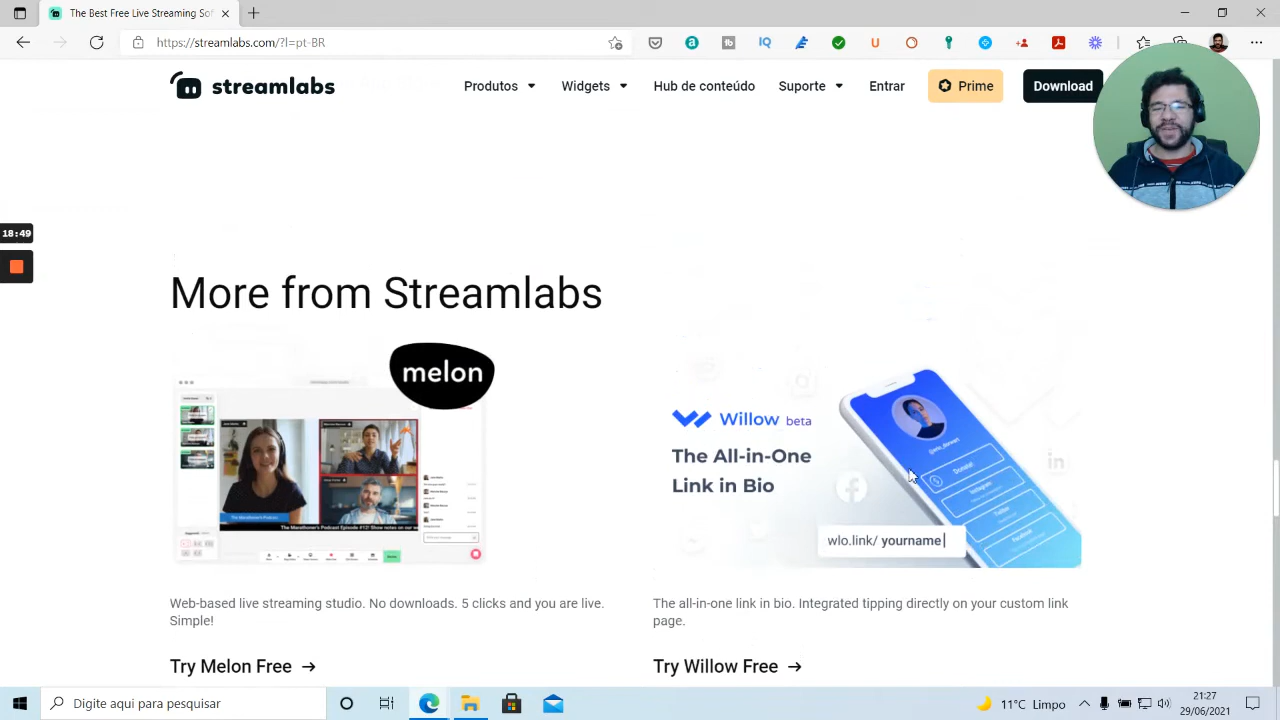 The Number One Live Stream
https://streamlabs.com/?l=pt-BR
streamlabs
Produtos
Widgets
Hub de conteúdo
Suporte
Entrar
Prime
Download
18:49
More from Streamlabs
melon
Willow beta
The All-in-One
Link in Bio
wlo.link/ yourname
Donate!
Web-based live streaming studio. No downloads. 5 clicks and you are live.
Simple!
Try Melon Free →
The all-in-one link in bio. Integrated tipping directly on your custom link
page.
Try Willow Free →
Digite aqui para pesquisar
11°C Limpo
21:27
29/06/2021